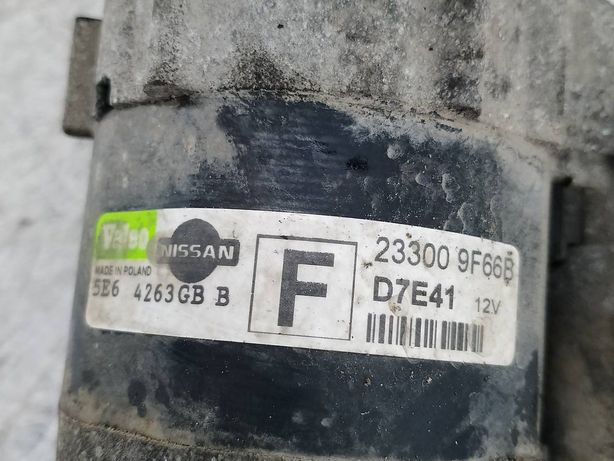 Valeo
NISSAN
MADE IN POLAND
5E6 4263GB B
F
23300 9F66B
D7E41 12V